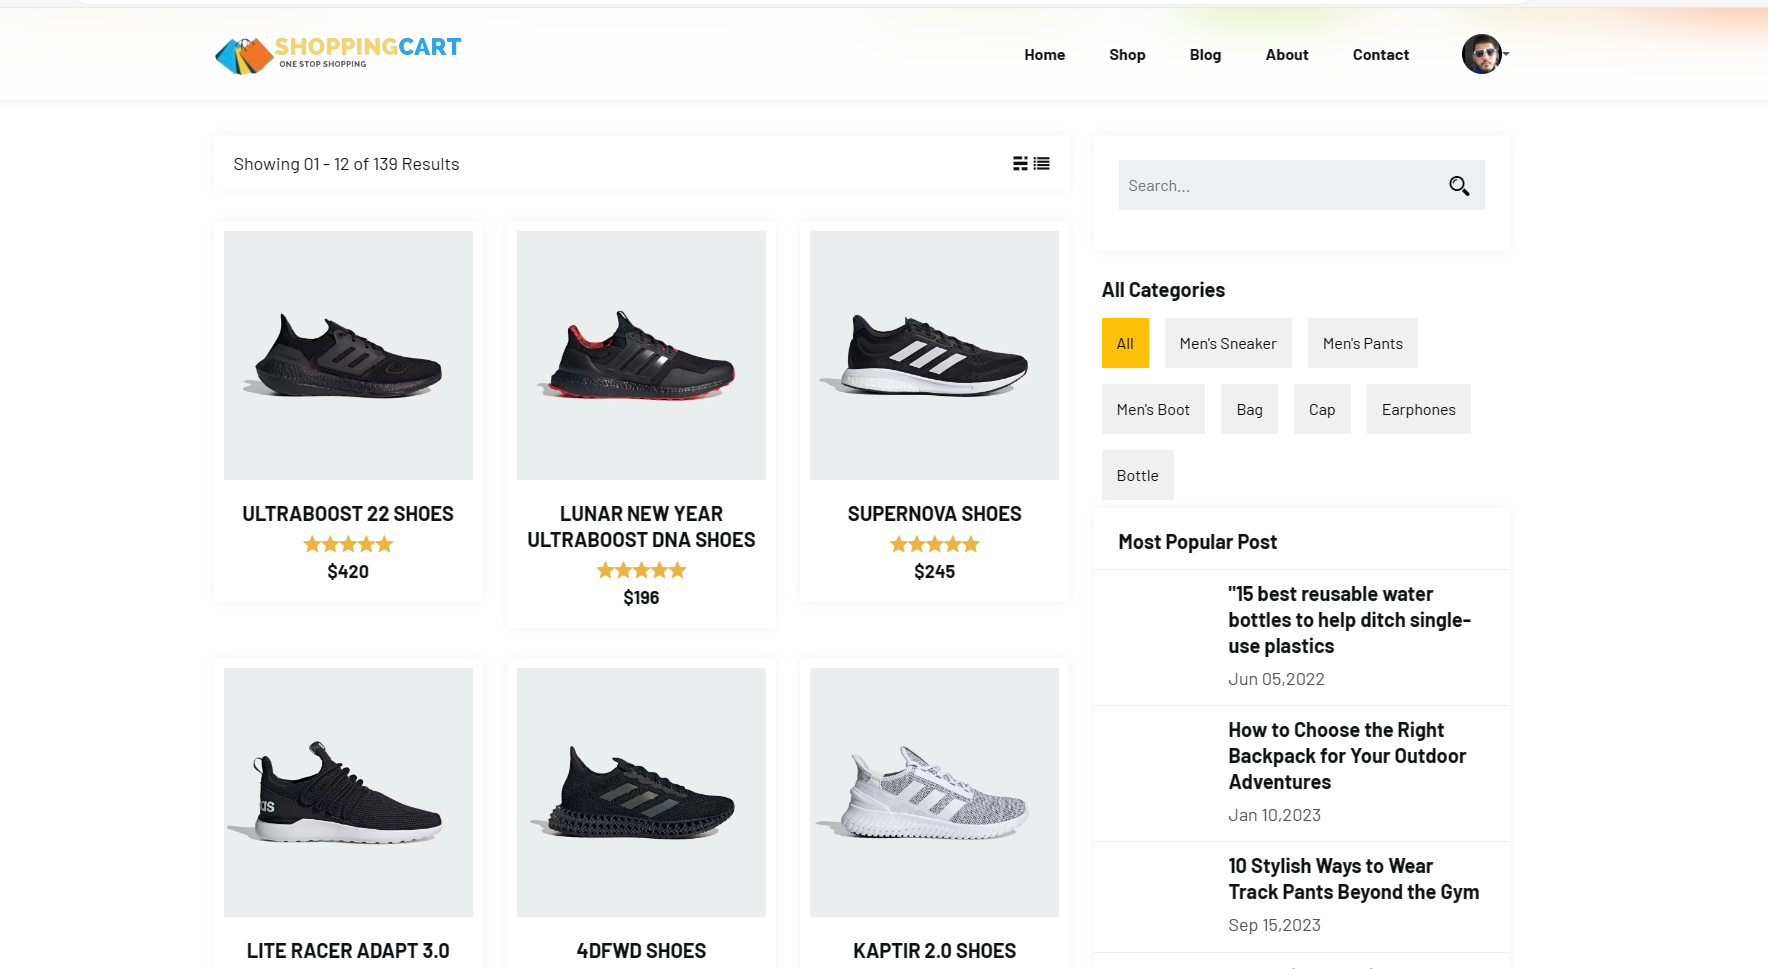 SHOPPINGCART
ONE STOP SHOPPING
Home Shop Blog About Contact
Showing 01 - 12 of 139 Results
Search...
ULTRABOOST 22 SHOES
$420
LUNAR NEW YEAR
ULTRABOOST DNA SHOES
$196
SUPERNOVA SHOES
$245
as
LITE RACER ADAPT 3.0
4DFWD SHOES
KAPTIR 2.0 SHOES
All Categories
All Men's Sneaker Men's Pants
Men's Boot Bag Cap Earphones
Bottle
Most Popular Post
"15 best reusable water
bottles to help ditch single-
use plastics
Jun 05,2022
How to Choose the Right
Backpack for Your Outdoor
Adventures
Jan 10,2023
10 Stylish Ways to Wear
Track Pants Beyond the Gym
Sep 15,2023